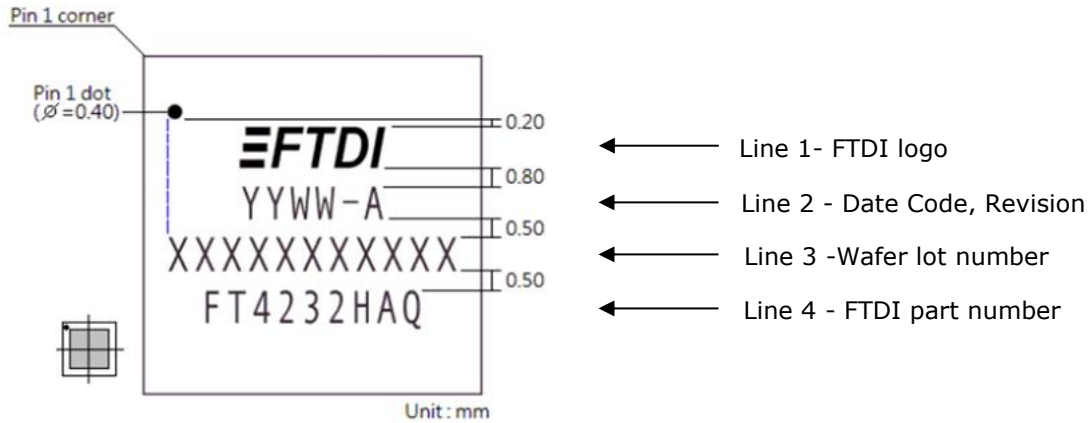 Pin 1 corner
Pin 1 dot
(Ø=0.40)
0.20
FTDI
Line 1- FTDI logo
0.80
YYWW-A
Line 2 - Date Code, Revision
0.50
XXXXXXXXXXX
Line 3 -Wafer lot number
0.50
FT4232HAQ
Line 4 - FTDI part number
Unit : mm